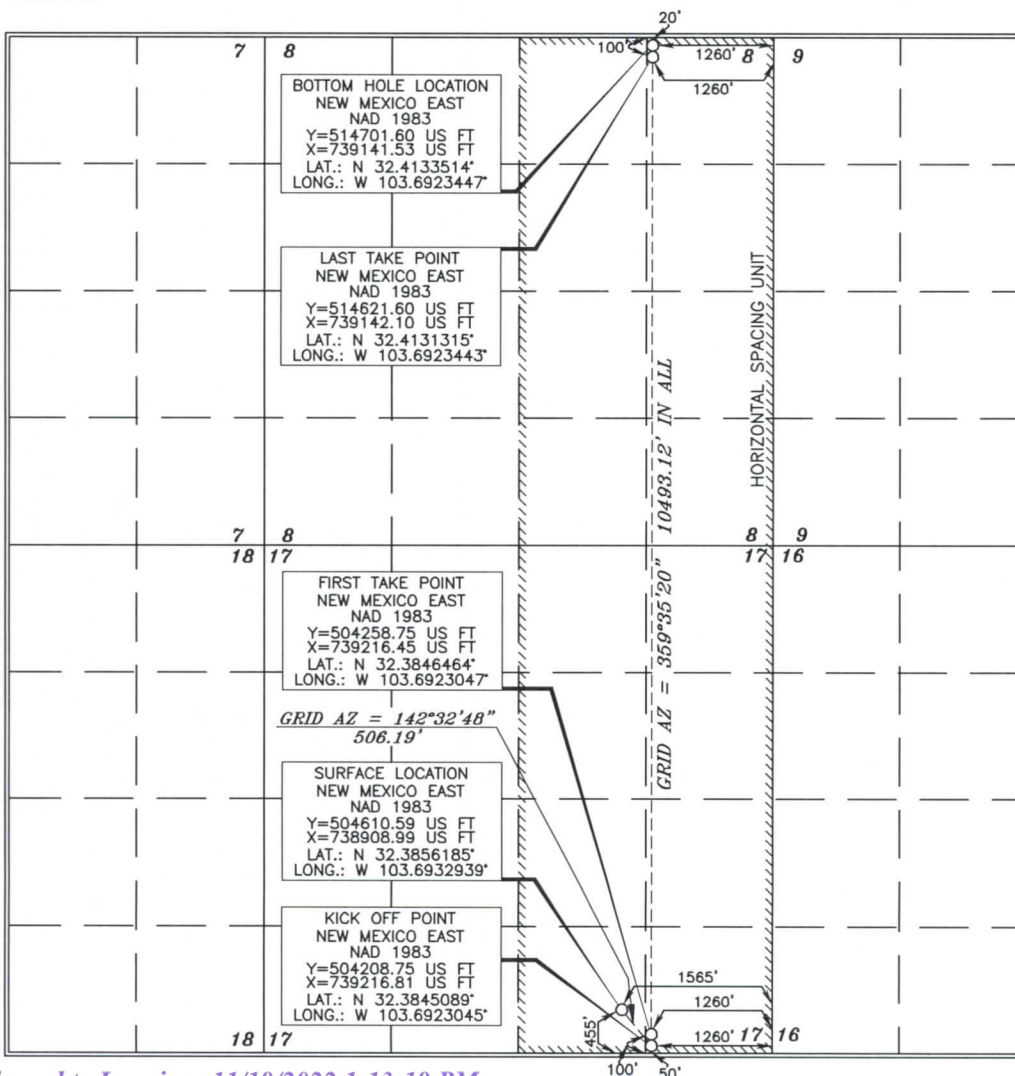 20'
7 8
100'
1260'
8 9
1260'
BOTTOM HOLE LOCATION
NEW MEXICO EAST
NAD 1983
Y=514701.60 US FT
X=739141.53 US FT
LAT.: N 32.4133514°
LONG.: W 103.6923447°
LAST TAKE POINT
NEW MEXICO EAST
NAD 1983
Y=514621.60 US FT
X=739142.10 US FT
LAT.: N 32.4131315°
LONG.: W 103.6923443°
HORIZONTAL SPACING UNIT
GRID AZ = 359°35'20" 10493.12' IN ALL
7 8
18 17
8 9
17 16
FIRST TAKE POINT
NEW MEXICO EAST
NAD 1983
Y=504258.75 US FT
X=739216.45 US FT
LAT.: N 32.3846464°
LONG.: W 103.6923047°
GRID AZ = 142°32'48"
506.19'
SURFACE LOCATION
NEW MEXICO EAST
NAD 1983
Y=504610.59 US FT
X=738908.99 US FT
LAT.: N 32.3856185°
LONG.: W 103.6932939°
KICK OFF POINT
NEW MEXICO EAST
NAD 1983
Y=504208.75 US FT
X=739216.81 US FT
LAT.: N 32.3845089°
LONG.: W 103.6923045°
1565'
1260'
455'
1260'
18 17
17 16
100'
50'
11/10/2022 1:13:19 PM